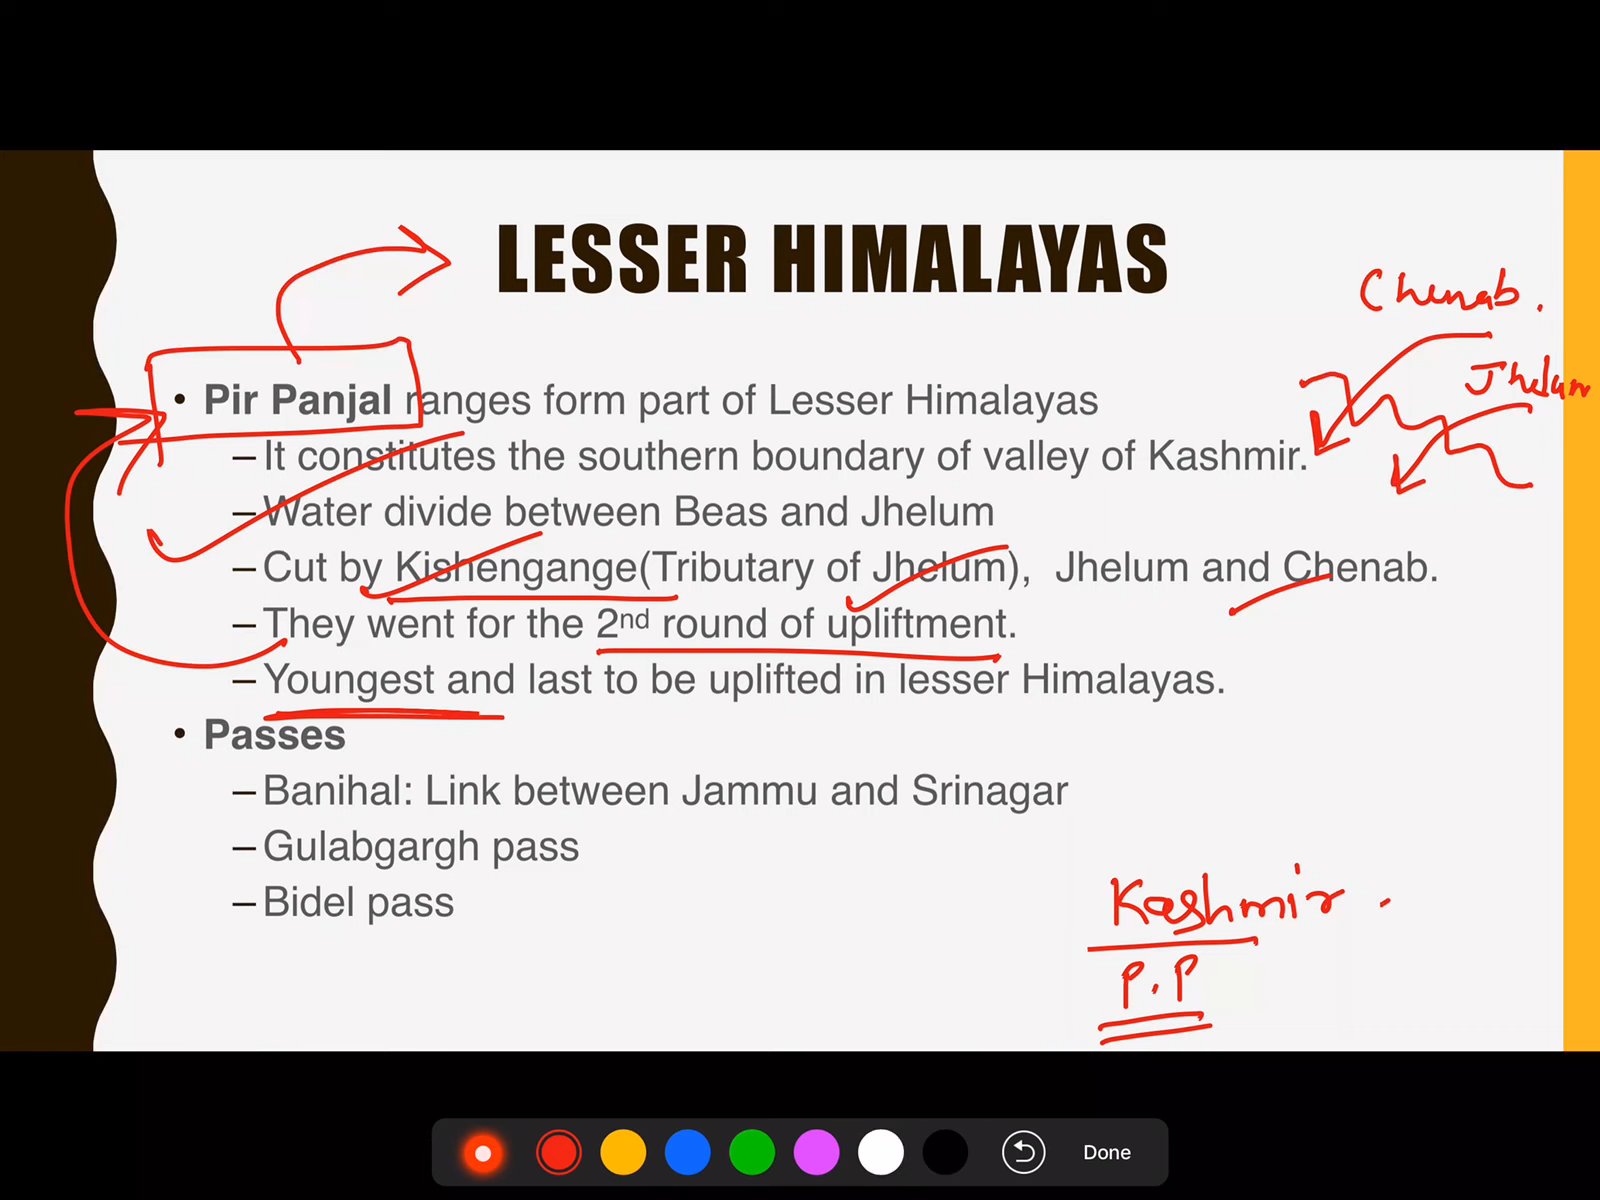 LESSER HIMALAYAS
Chenab.
Jhelum
• Pir Panjal ranges form part of Lesser Himalayas
– It constitutes the southern boundary of valley of Kashmir.
– Water divide between Beas and Jhelum
– Cut by Kishengange(Tributary of Jhelum), Jhelum and Chenab.
– They went for the 2nd round of upliftment.
– Youngest and last to be uplifted in lesser Himalayas.
• Passes
– Banihal: Link between Jammu and Srinagar
– Gulabgargh pass
– Bidel pass
Kashmir.
P.P
Done